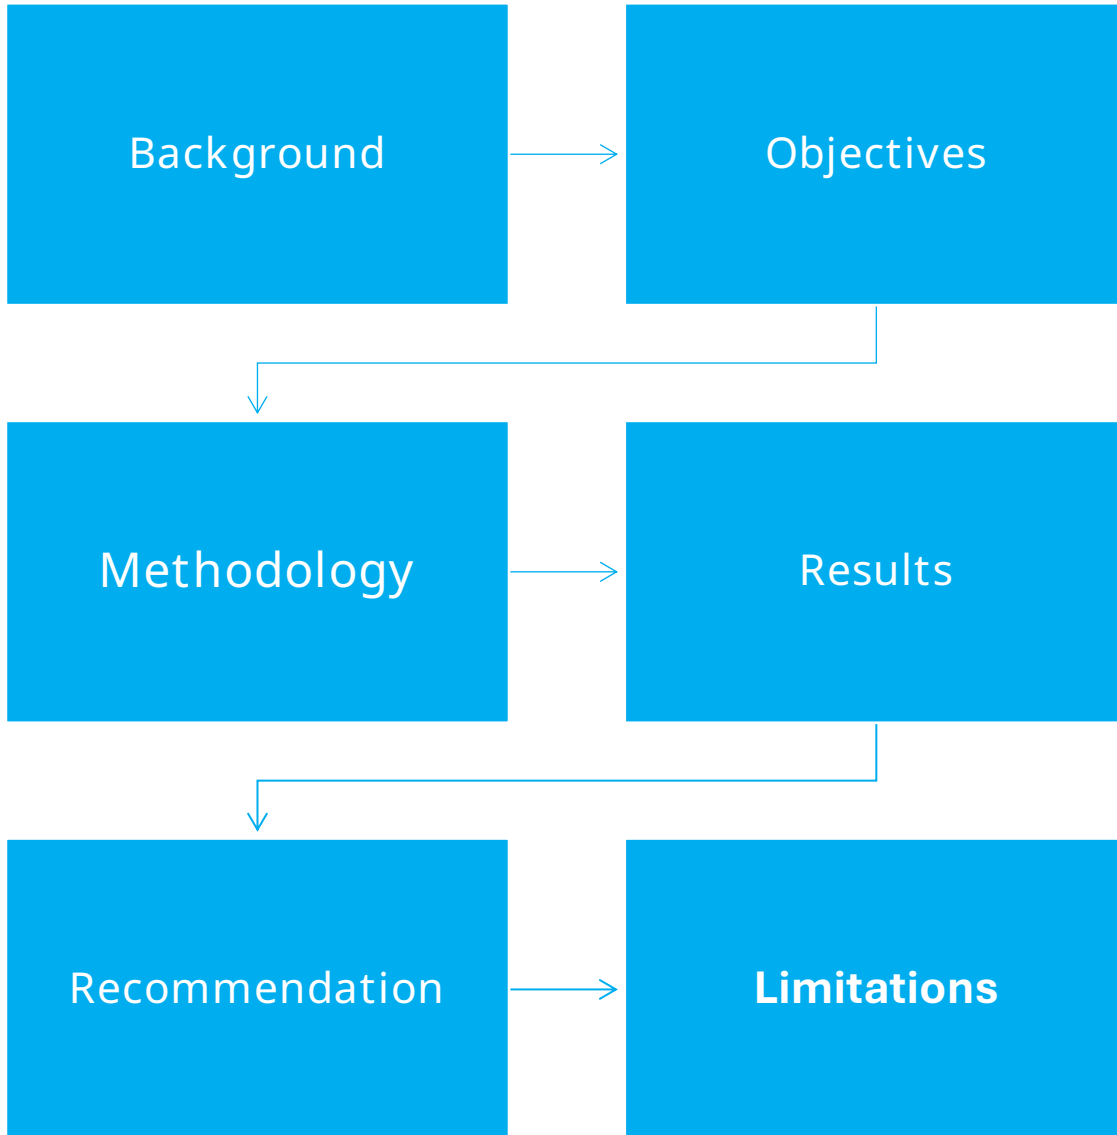 Background
Objectives
Methodology
Results
Recommendation
Limitations